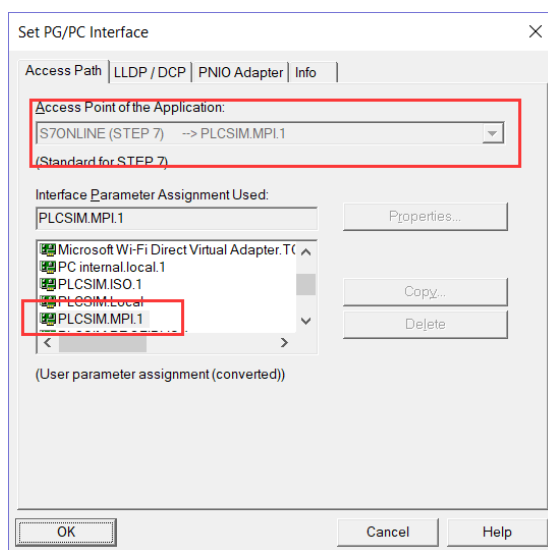 Set PG/PC Interface
Access Path LLDP / DCP PNIO Adapter Info
Access Point of the Application:
S7ONLINE (STEP 7) --> PLCSIM.MPI.1
(Standard for STEP 7)
Interface Parameter Assignment Used:
PLCSIM.MPI.1
Properties...
Microsoft Wi-Fi Direct Virtual Adapter.T(
PC internal.local.1
PLCSIM.ISO.1
PLCSIM.Local
PLCSIM.MPI.1
Copy...
Delete
(User parameter assignment (converted))
OK Cancel Help